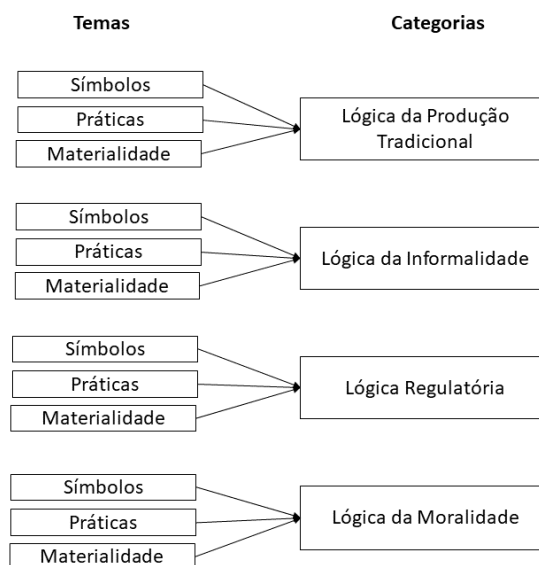 Temas
Categorias
Símbolos
Práticas
Materialidade
Lógica da Produção
Tradicional
Símbolos
Práticas
Materialidade
Lógica da Informalidade
Símbolos
Práticas
Materialidade
Lógica Regulatória
Símbolos
Práticas
Materialidade
Lógica da Moralidade